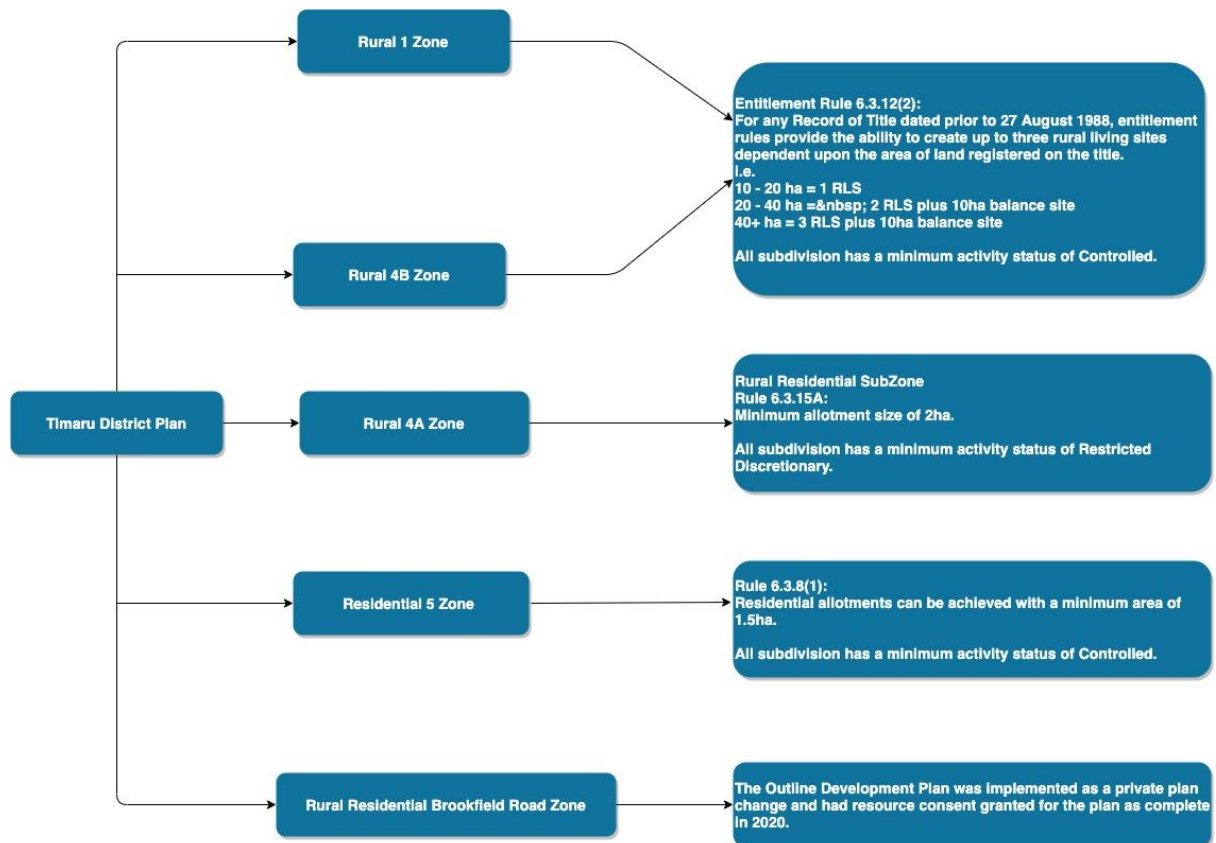 Rural 1 Zone
Entitlement Rule 6.3.12(2):
For any Record of Title dated prior to 27 August 1988, entitlement
rules provide the ability to create up to three rural living sites
dependent upon the area of land registered on the title.
i.e.
10 - 20 ha = 1 RLS
20 - 40 ha =&nbsp; 2 RLS plus 10ha balance site
40+ ha = 3 RLS plus 10ha balance site
All subdivision has a minimum activity status of Controlled.
Rural 4B Zone
Timaru District Plan
Rural 4A Zone
Rural Residential SubZone
Rule 6.3.15A:
Minimum allotment size of 2ha.
All subdivision has a minimum activity status of Restricted
Discretionary.
Residential 5 Zone
Rule 6.3.8(1):
Residential allotments can be achieved with a minimum area of
1.5ha.
All subdivision has a minimum activity status of Controlled.
Rural Residential Brookfield Road Zone
The Outline Development Plan was implemented as a private plan
change and had resource consent granted for the plan as complete
in 2020.